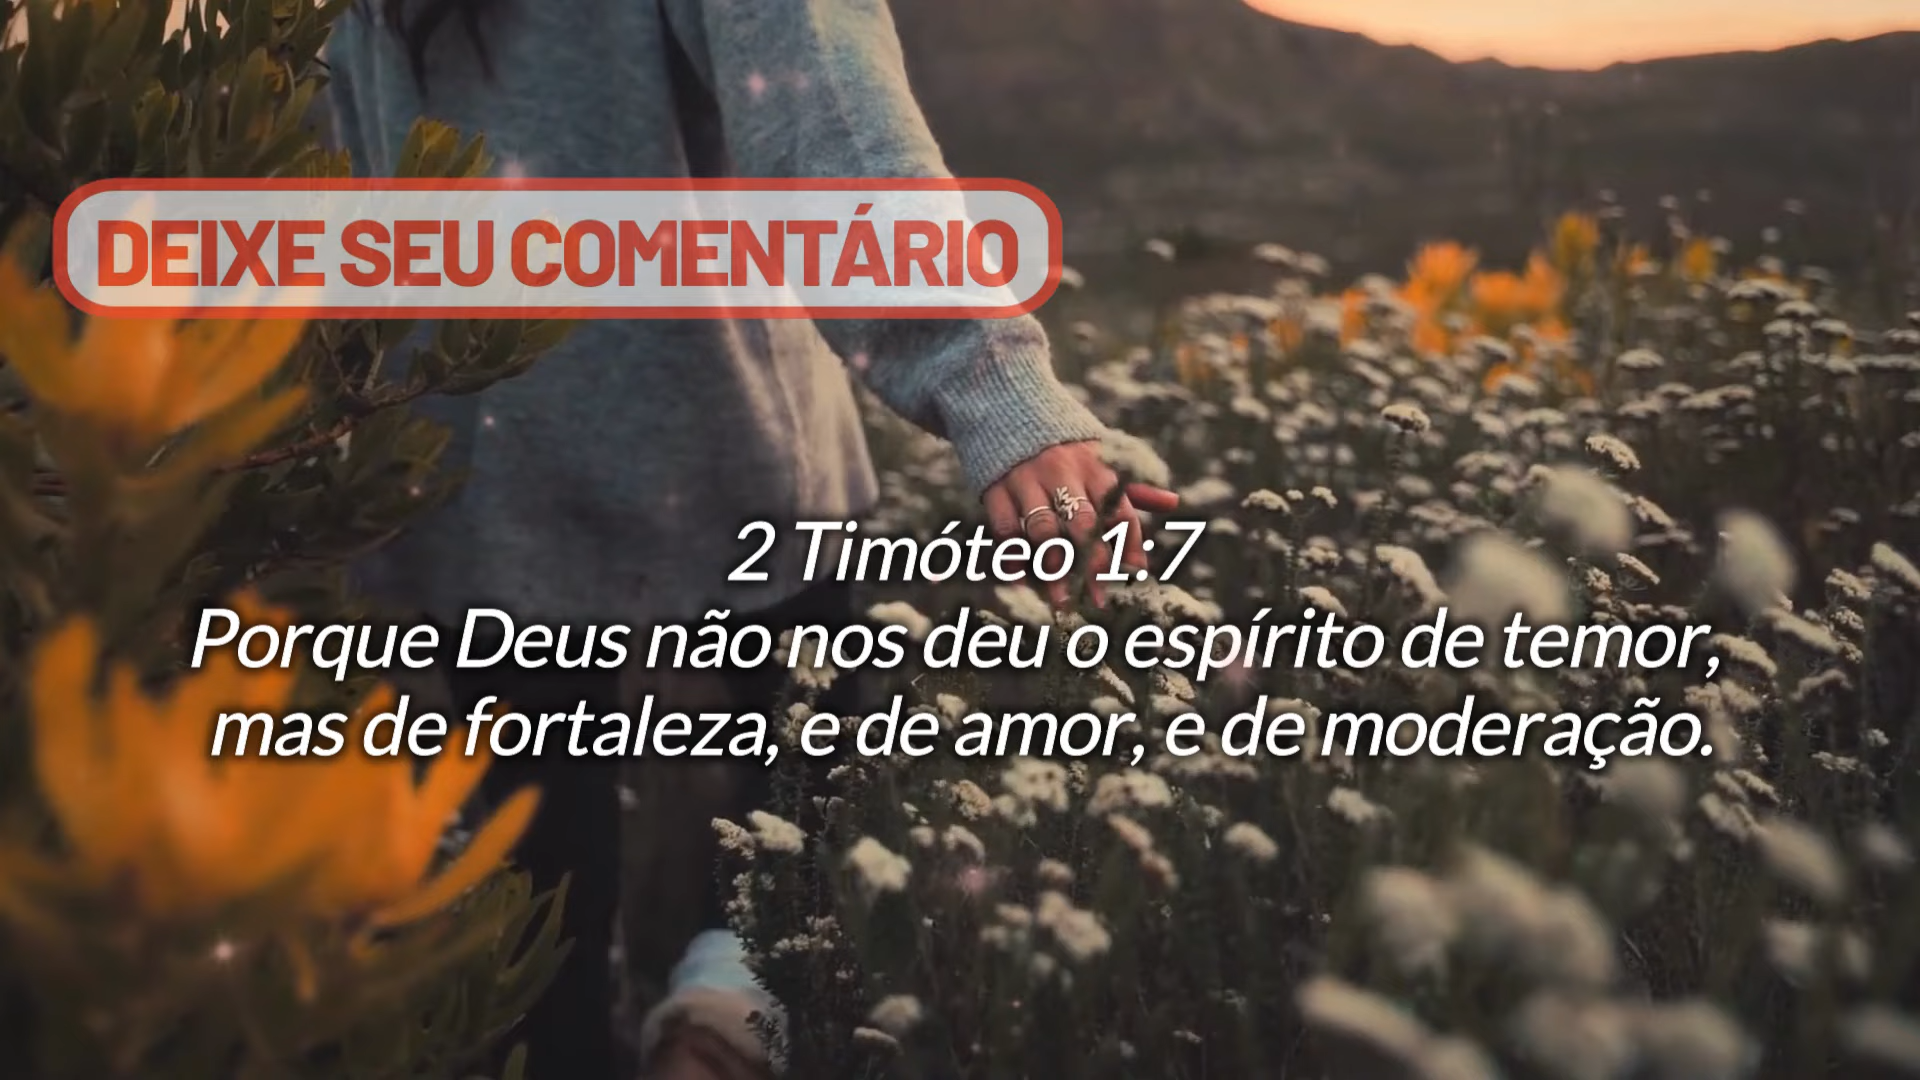 DEIXE SEU COMENTÁRIO
2 Timóteo 1:7
Porque Deus não nos deu o espírito de temor,
mas de fortaleza, e de amor, e de moderação.